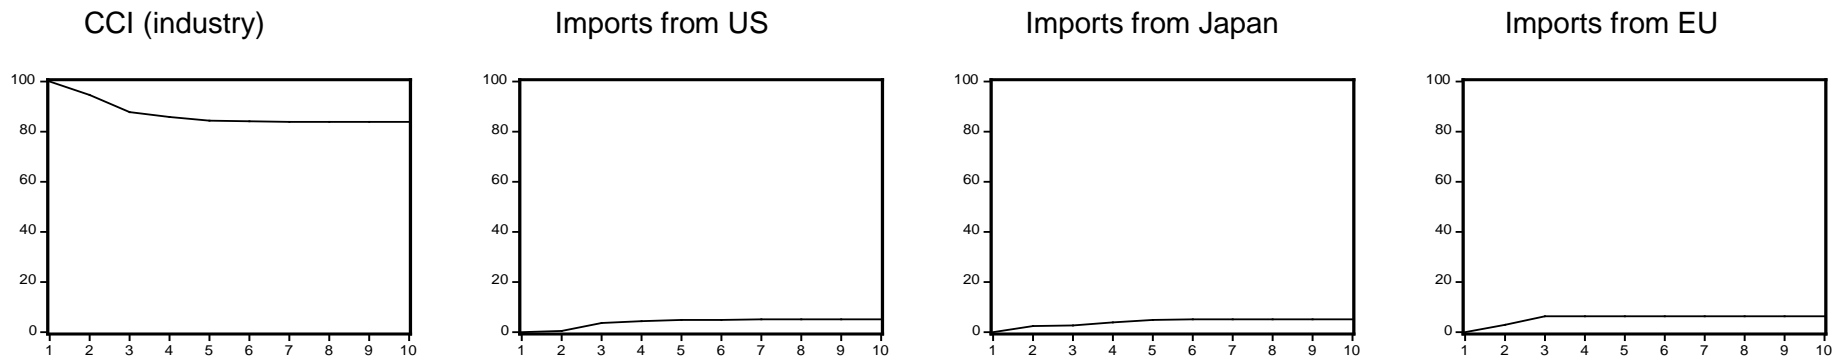 CCI (industry) Imports from US Imports from Japan Imports from EU
100 100 100 100
80 80 80 80
60 60 60 60
40 40 40 40
20 20 20 20
0 0 0 0
1 2 3 4 5 6 7 8 9 10 1 2 3 4 5 6 7 8 9 10 1 2 3 4 5 6 7 8 9 10 1 2 3 4 5 6 7 8 9 10